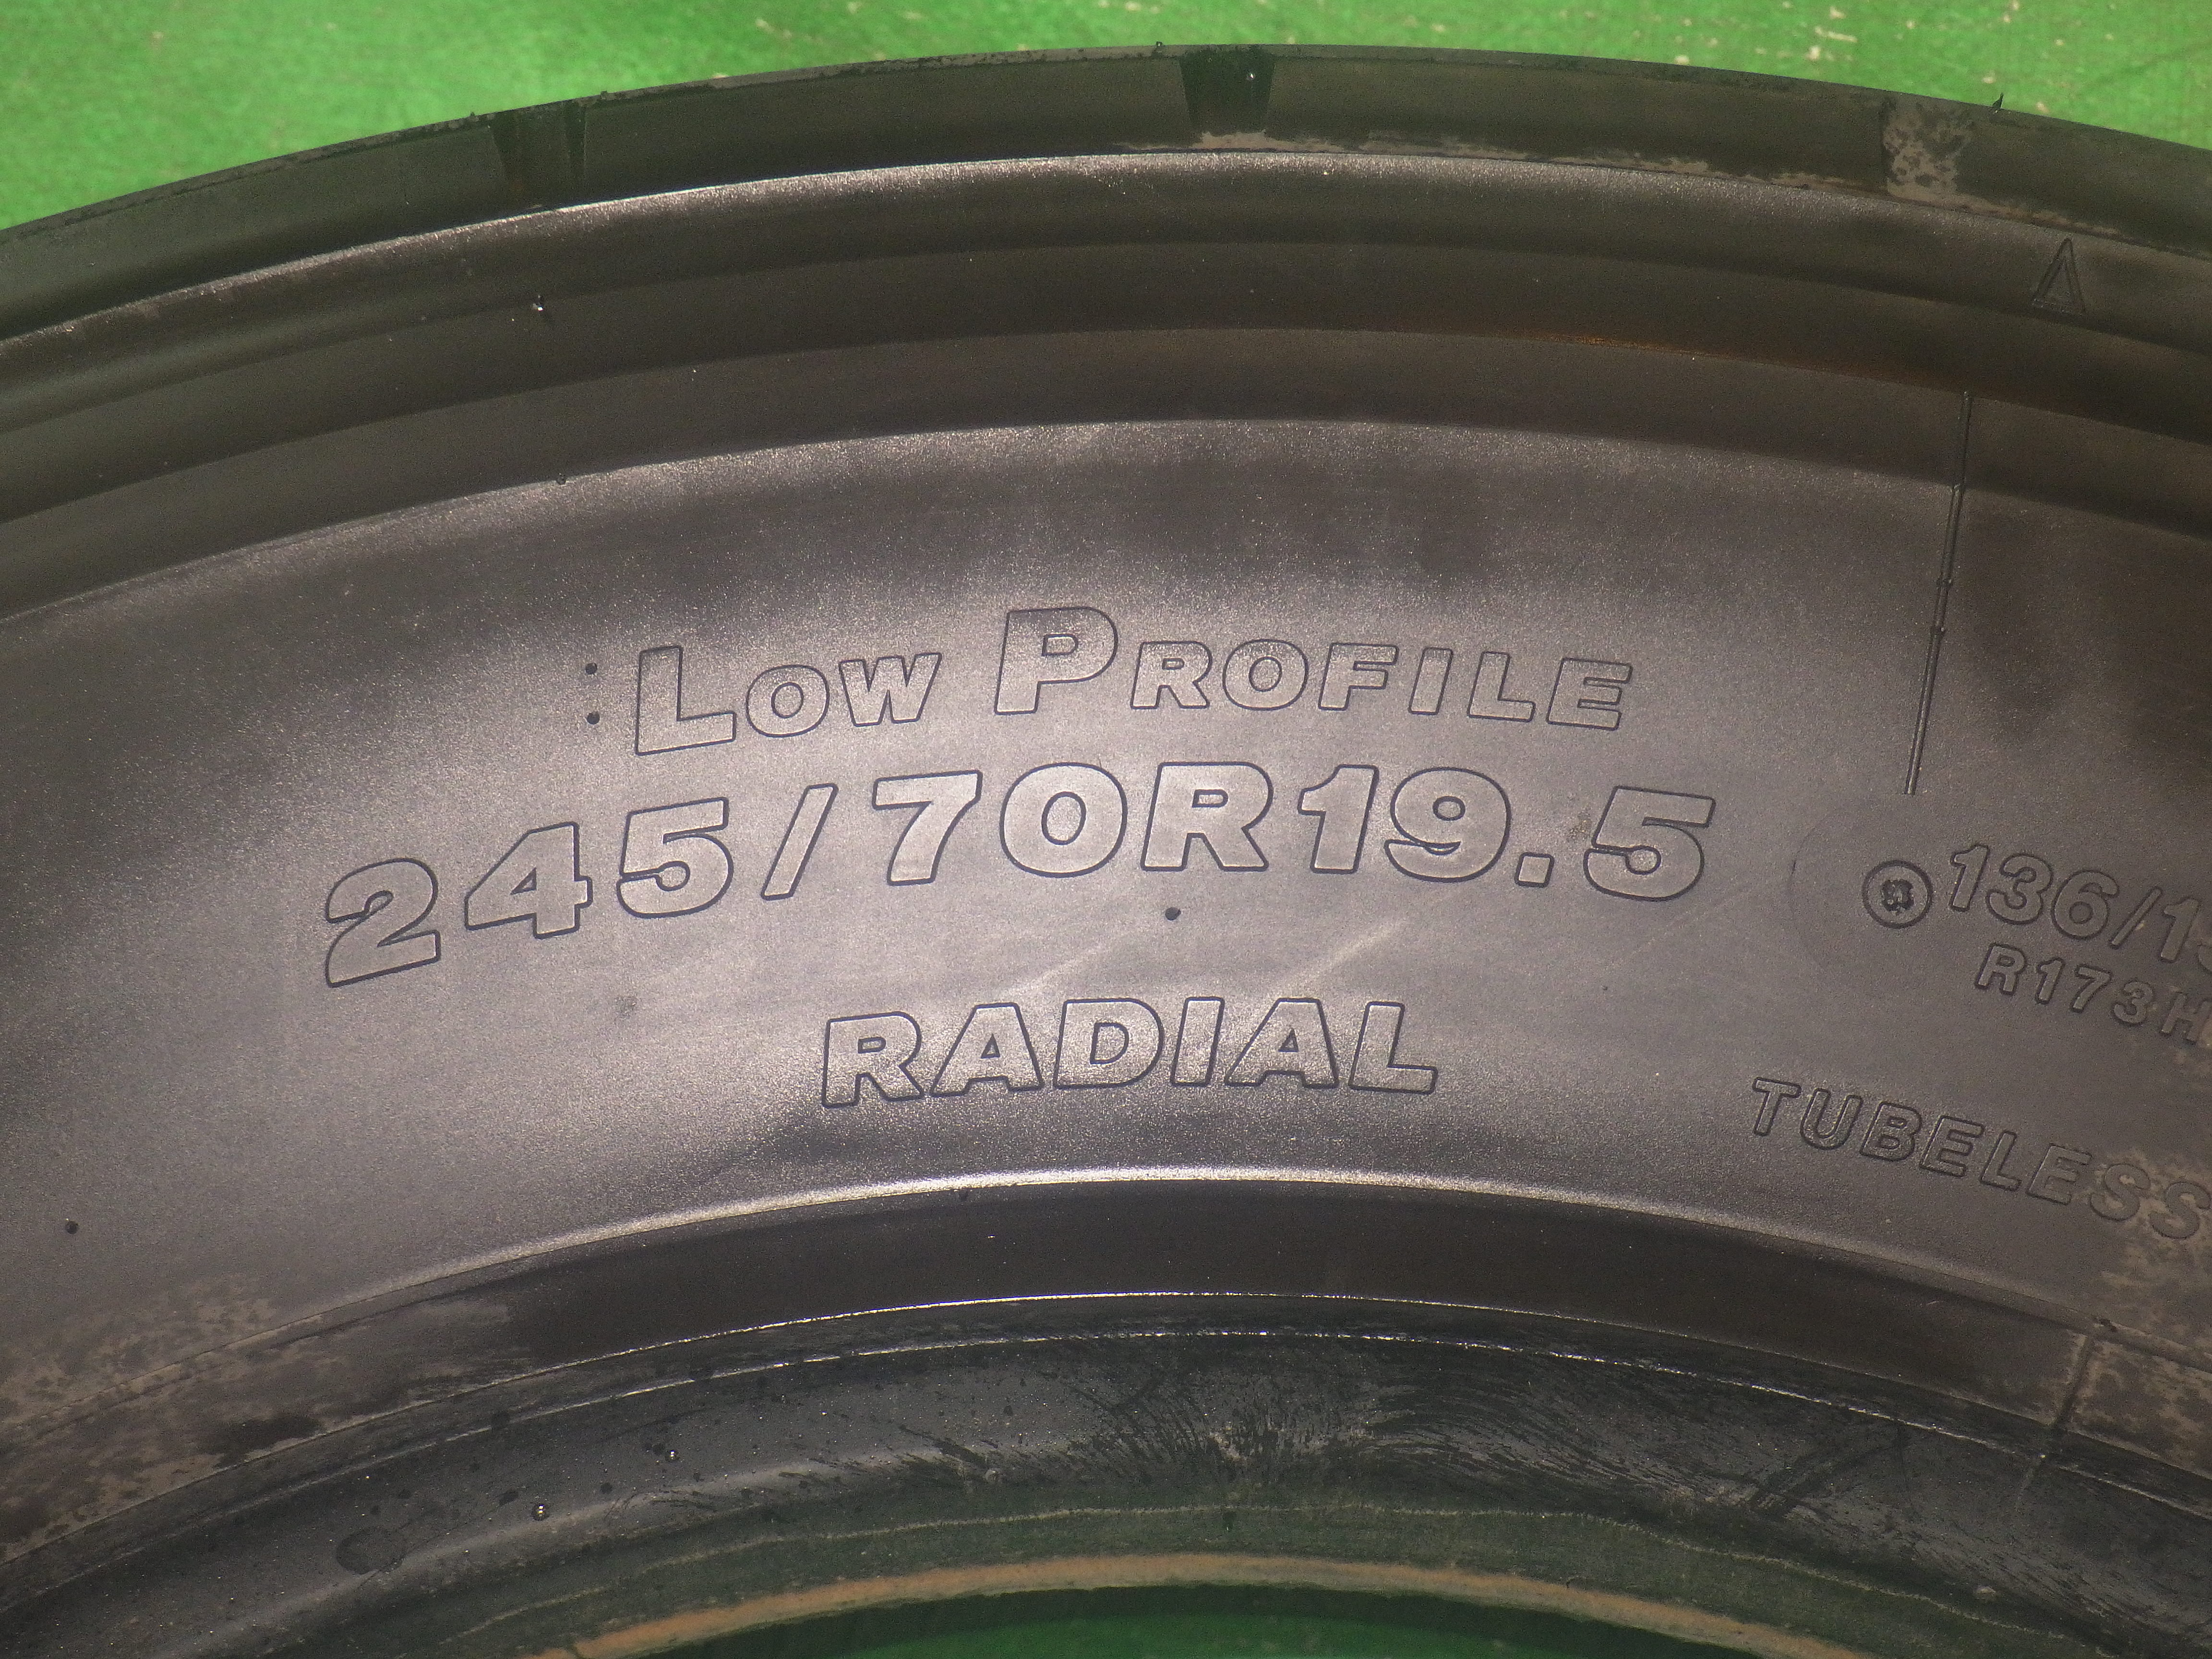 Low Profile
245/70R19.5
RADIAL
R173H
TUBELESS